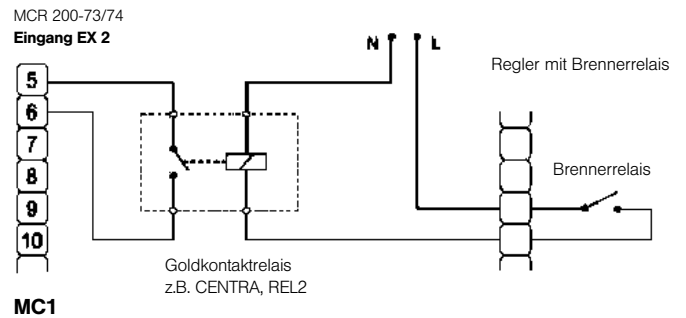 MCR 200-73/74
Eingang EX 2
N L
Regler mit Brennerrelais
5
6
7
8
9
10
Brennerrelais
Goldkontaktrelais
z.B. CENTRA, REL2
MC1